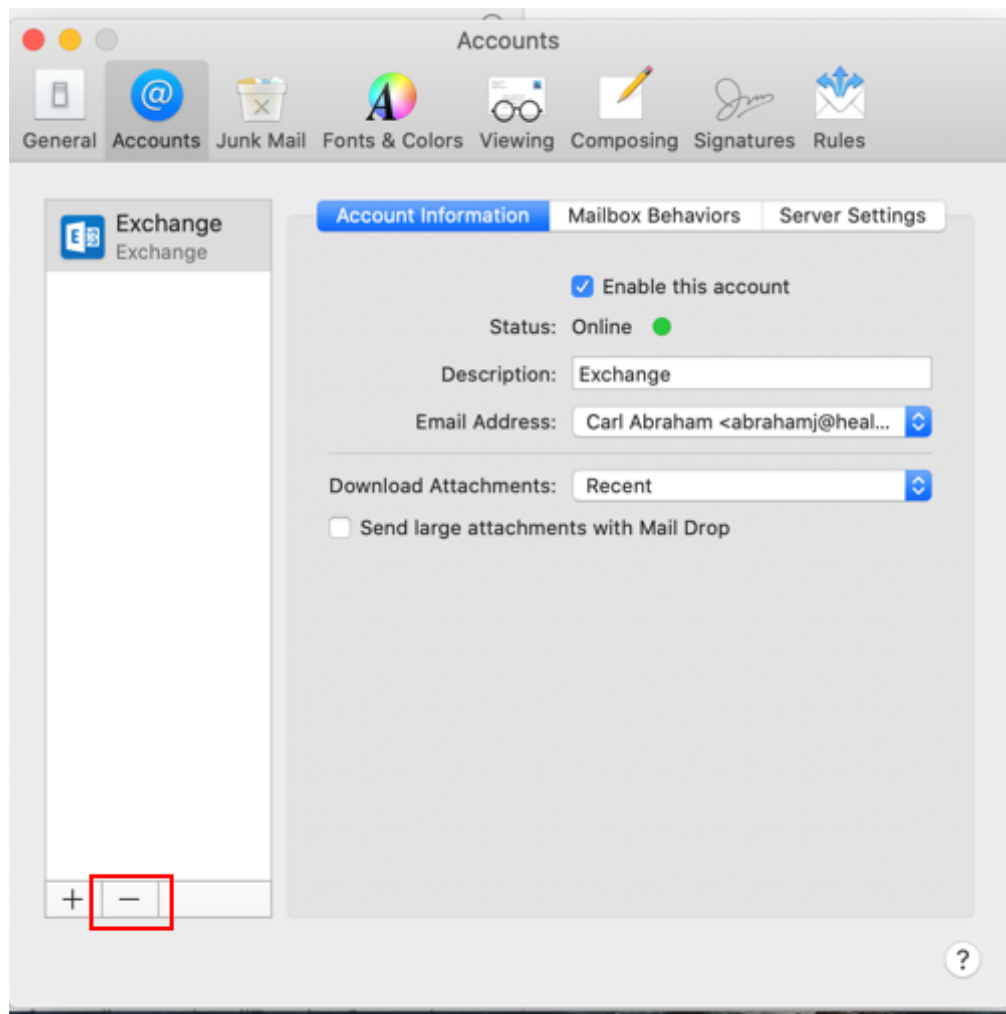 Accounts
General Accounts Junk Mail Fonts & Colors Viewing Composing Signatures Rules
Exchange
Exchange
Account Information Mailbox Behaviors Server Settings
Enable this account
Status: Online
Description: Exchange
Email Address: Carl Abraham <abrahamj@heal...
Download Attachments: Recent
Send large attachments with Mail Drop
+ −
?